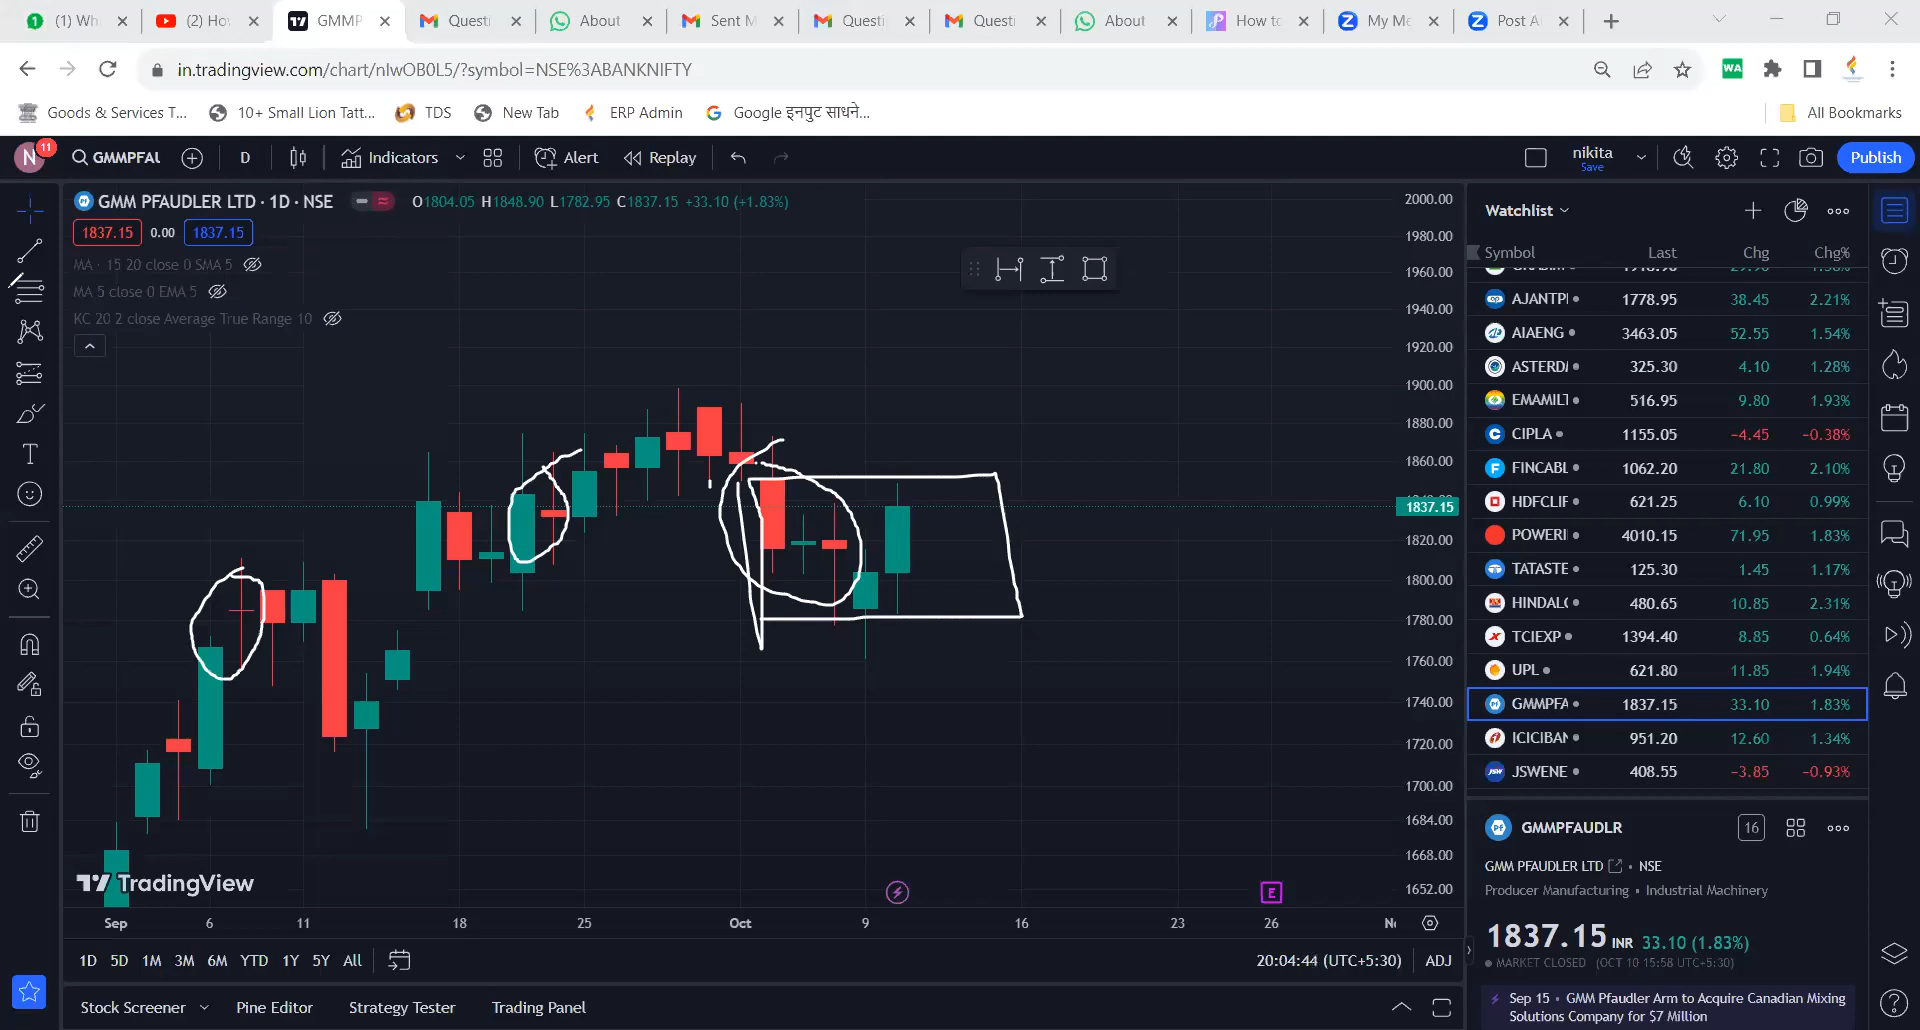 (1) Wh
(2) Ho
GMMP
Questi
About
Sent M
Questi
Questi
About
How to
My Me
Post A
in.tradingview.com/chart/nIwOB0L5/?symbol=NSE%3ABANKNIFTY
WA
Goods & Services T...
10+ Small Lion Tatt...
TDS
New Tab
ERP Admin
Google इनपुट साधने...
All Bookmarks
N
11
GMMPFAU
D
Indicators
Alert
Replay
nikita
Save
Publish
GMM PFAUDLER LTD · 1D · NSE
O1804.05 H1848.90 L1782.95 C1837.15 +33.10 (+1.83%)
1837.15
0.00
1837.15
MA · 15 20 close 0 SMA 5
MA 5 close 0 EMA 5
KC 20 2 close Average True Range 10
2000.00
1980.00
1960.00
1940.00
1920.00
1900.00
1880.00
1860.00
1837.15
1820.00
1800.00
1780.00
1760.00
1740.00
1720.00
1700.00
1684.00
1668.00
1652.00
TradingView
E
Sep
6
11
18
25
Oct
9
16
23
26
1D 5D 1M 3M 6M YTD 1Y 5Y All
20:04:44 (UTC+5:30)
ADJ
Stock Screener
Pine Editor
Strategy Tester
Trading Panel
Watchlist
Symbol Last Chg Chg%
AJANTPI 1778.95 38.45 2.21%
AIAENG 3463.05 52.55 1.54%
ASTERD 325.30 4.10 1.28%
EMAMIL 516.95 9.80 1.93%
CIPLA 1155.05 −4.45 −0.38%
FINCABL 1062.20 21.80 2.10%
HDFCLIF 621.25 6.10 0.99%
POWERI 4010.15 71.95 1.83%
TATASTE 125.30 1.45 1.17%
HINDALC 480.65 10.85 2.31%
TCIEXP 1394.40 8.85 0.64%
UPL 621.80 11.85 1.94%
GMMPFA 1837.15 33.10 1.83%
ICICIBAN 951.20 12.60 1.34%
JSWENE 408.55 −3.85 −0.93%
GMMPFAUDLR
16
GMM PFAUDLER LTD • NSE
Producer Manufacturing • Industrial Machinery
1837.15 INR 33.10 (1.83%)
MARKET CLOSED (OCT 10 15:58 UTC+5:30)
Sep 15 • GMM Pfaudler Arm to Acquire Canadian Mixing
Solutions Company for $7 Million